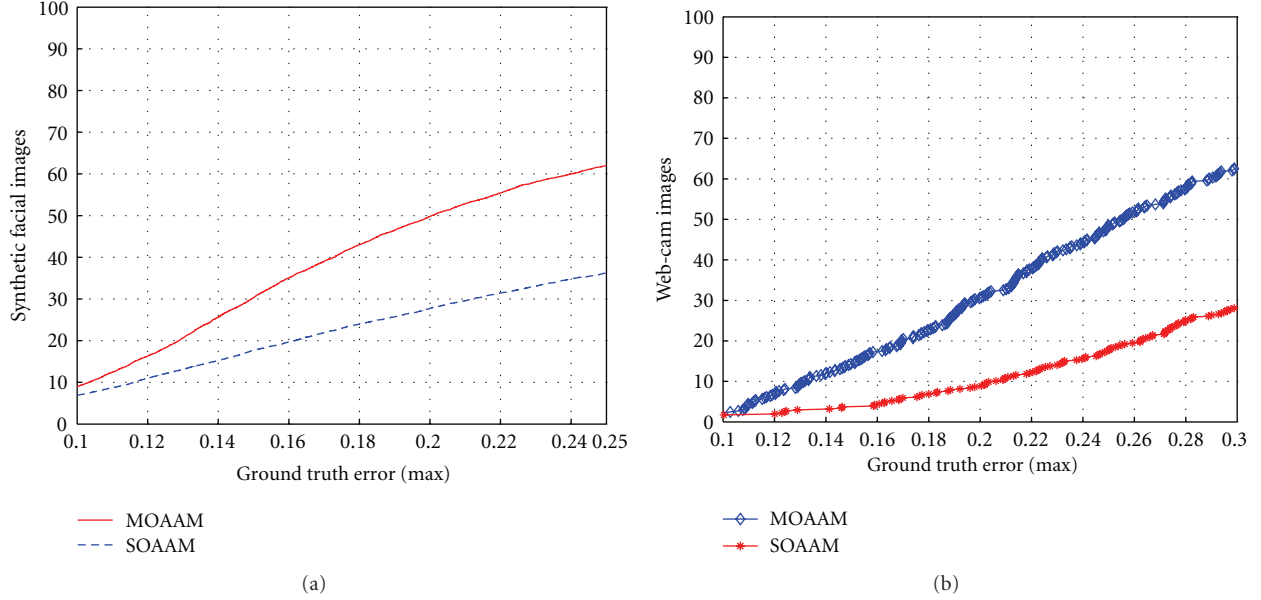 100
90
80
70
60
50
40
30
20
10
0
Synthetic facial images
0.1 0.12 0.14 0.16 0.18 0.2 0.22 0.24 0.25
Ground truth error (max)
MOAAM
SOAAM
(a)
100
90
80
70
60
50
40
30
20
10
0
Web-cam images
0.1 0.12 0.14 0.16 0.18 0.2 0.22 0.24 0.26 0.28 0.3
Ground truth error (max)
MOAAM
SOAAM
(b)